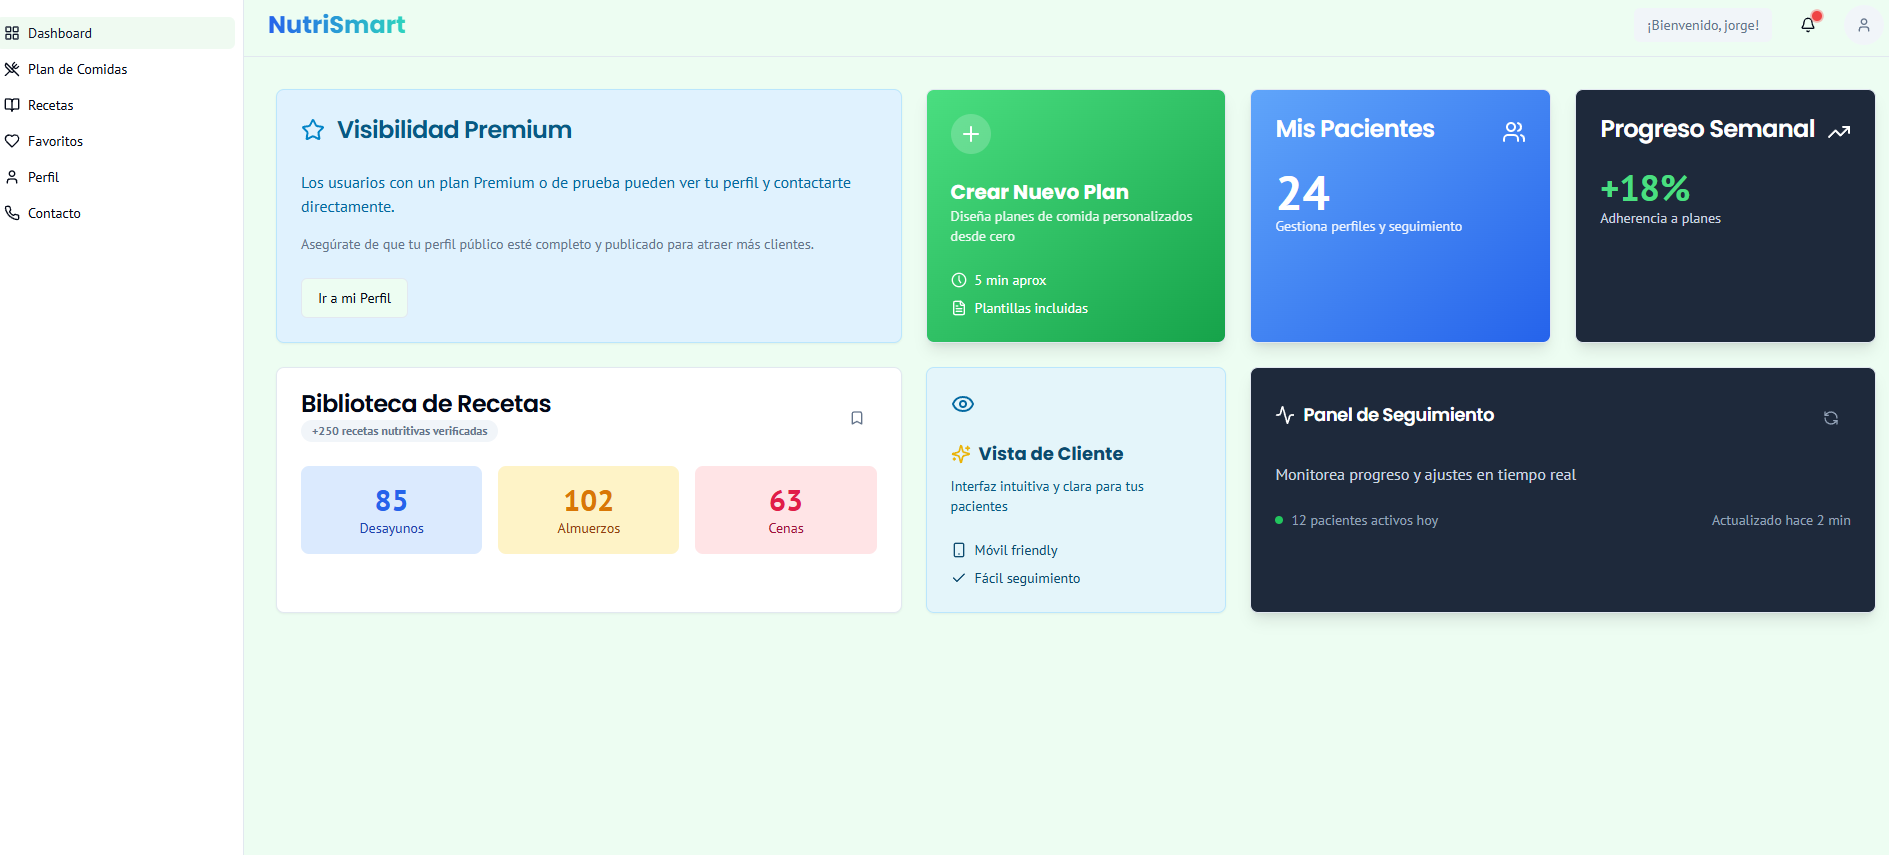 Dashboard
Plan de Comidas
Recetas
Favoritos
Perfil
Contacto
NutriSmart
¡Bienvenido, jorge!
Visibilidad Premium
Los usuarios con un plan Premium o de prueba pueden ver tu perfil y contactarte
directamente.
Asegúrate de que tu perfil público esté completo y publicado para atraer más clientes.
Ir a mi Perfil
Crear Nuevo Plan
Diseña planes de comida personalizados
desde cero
5 min aprox
Plantillas incluidas
Mis Pacientes
24
Gestiona perfiles y seguimiento
Progreso Semanal
+18%
Adherencia a planes
Biblioteca de Recetas
+250 recetas nutritivas verificadas
85
Desayunos
102
Almuerzos
63
Cenas
Vista de Cliente
Interfaz intuitiva y clara para tus
pacientes
Móvil friendly
Fácil seguimiento
Panel de Seguimiento
Monitorea progreso y ajustes en tiempo real
12 pacientes activos hoy
Actualizado hace 2 min